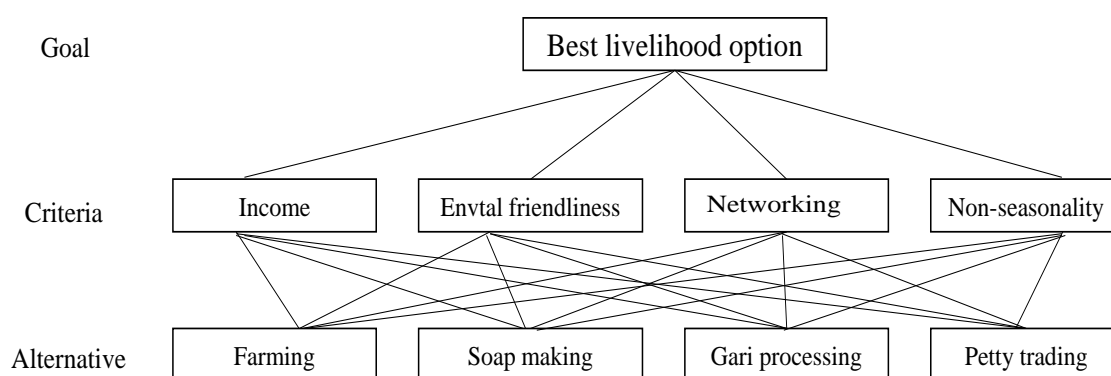 Goal
Best livelihood option
Criteria
Income
Envtal friendliness
Networking
Non-seasonality
Alternative
Farming
Soap making
Gari processing
Petty trading